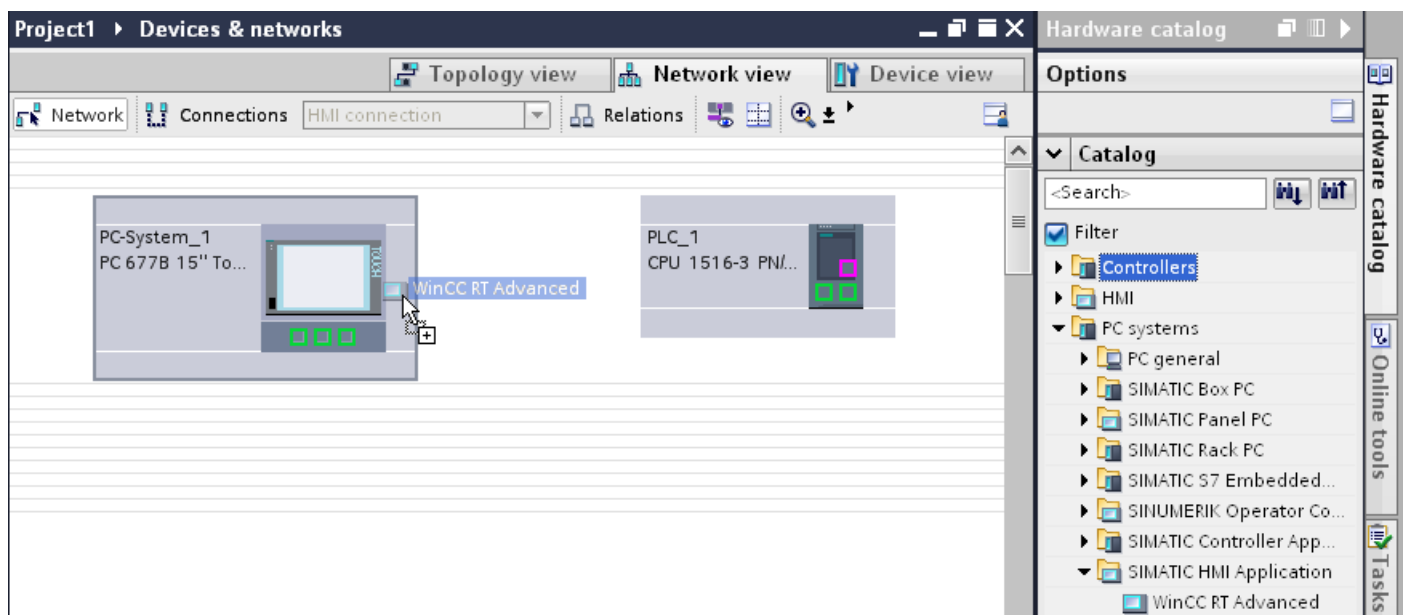 Project1 ▸ Devices & networks
Hardware catalog
Topology view
Network view
Device view
Options
Network
Connections
HMI connection
Relations
Catalog
<Search>
Filter
PC-System_1
PC 677B 15" To...
TOUCH
WinCC RT Advanced
PLC_1
CPU 1516-3 PN/...
Controllers
HMI
PC systems
PC general
SIMATIC Box PC
SIMATIC Panel PC
SIMATIC Rack PC
SIMATIC S7 Embedded...
SINUMERIK Operator Co...
SIMATIC Controller App...
SIMATIC HMI Application
WinCC RT Advanced
Hardware catalog
Online tools
Tasks